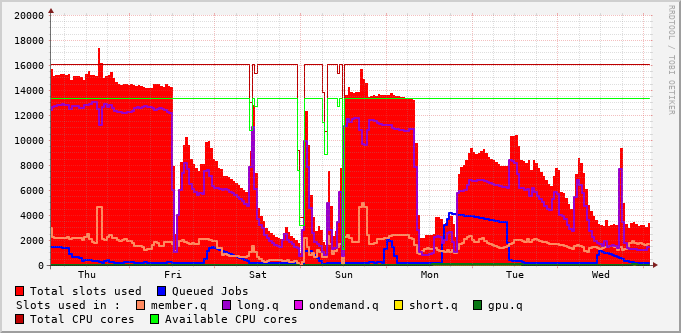 20000
18000
16000
14000
12000
10000
8000
6000
4000
2000
0
Thu Fri Sat Sun Mon Tue Wed
RRDTOOL / TOBI OETIKER
Total slots used Queued Jobs
Slots used in : member.q long.q ondemand.q short.q gpu.q
Total CPU cores Available CPU cores